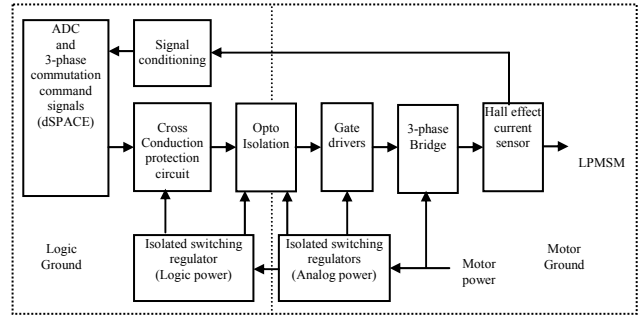 ADC
and
3-phase
commutation
command
signals
(dSPACE)
Signal
conditioning
Cross
Conduction
protection
circuit
Opto
Isolation
Gate
drivers
3-phase
Bridge
Hall effect
current
sensor
LPMSM
Logic
Ground
Isolated switching
regulator
(Logic power)
Isolated switching
regulators
(Analog power)
Motor
power
Motor
Ground